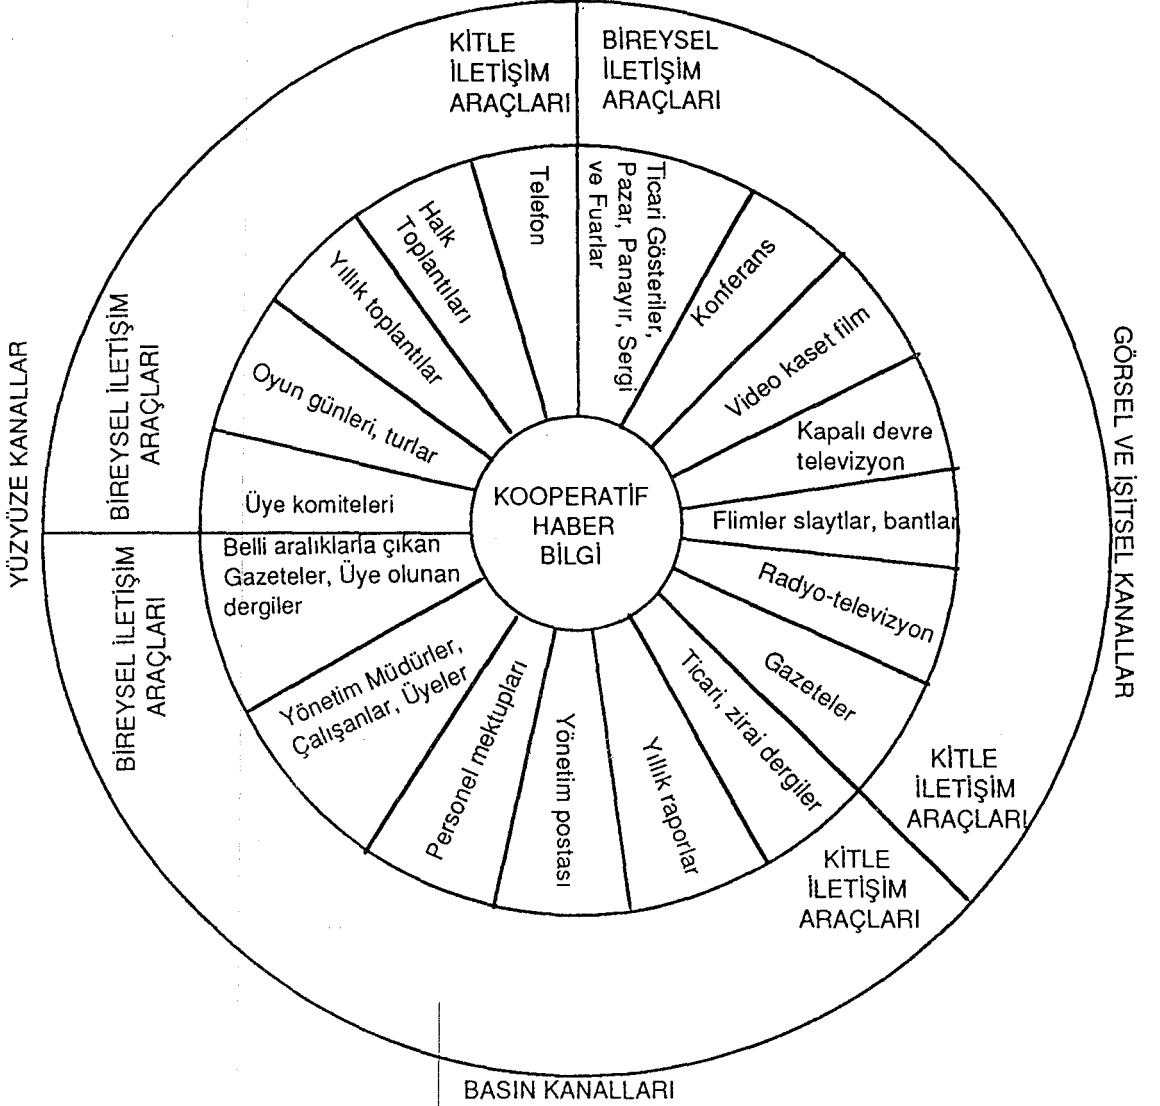 KİTLE
İLETİŞİM
ARAÇLARI
BİREYSEL
İLETİŞİM
ARAÇLARI
Telefon
Ticari Gösteriler,
Pazar, Panayır, Sergi
ve Fuarlar
Konferans
Video kaset film
Kapalı devre
televizyon
Flimler slaytlar, bantlar
Radyo-televizyon
Gazeteler
Ticari, zirai dergiler
Yıllık raporlar
Yönetim postası
Personel mektupları
Yönetim Müdürler,
Çalışanlar, Üyeler
Belli aralıklarla çıkan
Gazeteler, Üye olunan
dergiler
Üye komiteleri
Oyun günleri, turlar
Yıllık toplantılar
Halk
Toplantıları
KOOPERATİF
HABER
BİLGİ
YÜZYÜZE KANALLAR
BİREYSEL İLETİŞİM
ARAÇLARI
BİREYSEL İLETİŞİM
ARAÇLARI
GÖRSEL VE İŞİTSEL KANALLAR
KİTLE
İLETİŞİM
ARAÇLARI
KİTLE
İLETİŞİM
ARAÇLARI
BASIN KANALLARI